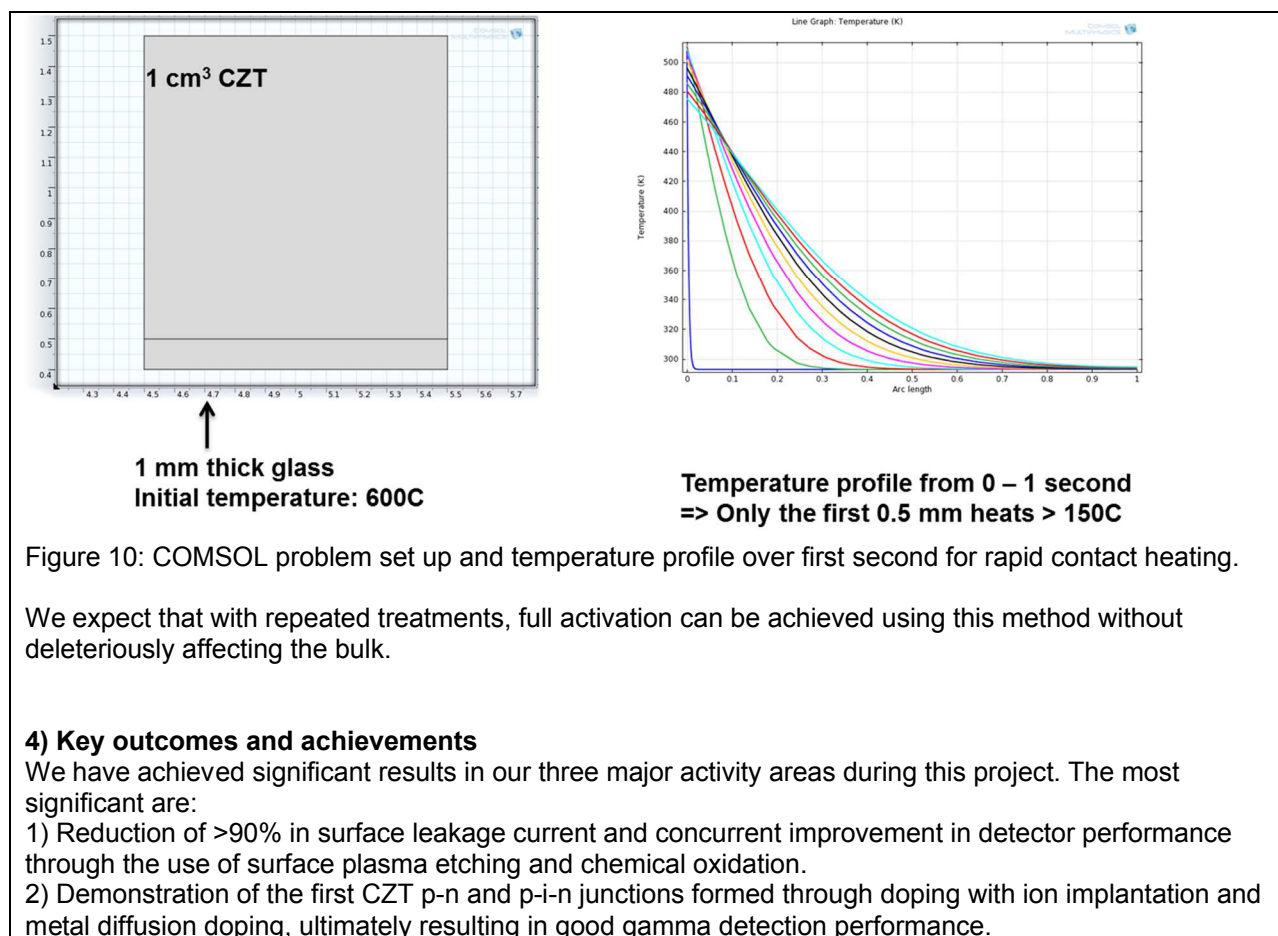 COMSOL
MULTIPHYSICS
1.5
1.4
1.3
1.2
1.1
1
0.9
0.8
0.7
0.6
0.5
0.4
4.3 4.4 4.5 4.6 4.7 4.8 4.9 5 5.1 5.2 5.3 5.4 5.5 5.6 5.7
1 cm³ CZT
1 mm thick glass
Initial temperature: 600C
Line Graph: Temperature (K)
COMSOL
MULTIPHYSICS
Temperature (K)
500
480
460
440
420
400
380
360
340
320
300
0 0.1 0.2 0.3 0.4 0.5 0.6 0.7 0.8 0.9 1
Arc length
Temperature profile from 0 – 1 second
=> Only the first 0.5 mm heats > 150C
Figure 10: COMSOL problem set up and temperature profile over first second for rapid contact heating.
We expect that with repeated treatments, full activation can be achieved using this method without
deleteriously affecting the bulk.
4) Key outcomes and achievements
We have achieved significant results in our three major activity areas during this project. The most
significant are:
1) Reduction of >90% in surface leakage current and concurrent improvement in detector performance
through the use of surface plasma etching and chemical oxidation.
2) Demonstration of the first CZT p-n and p-i-n junctions formed through doping with ion implantation and
metal diffusion doping, ultimately resulting in good gamma detection performance.